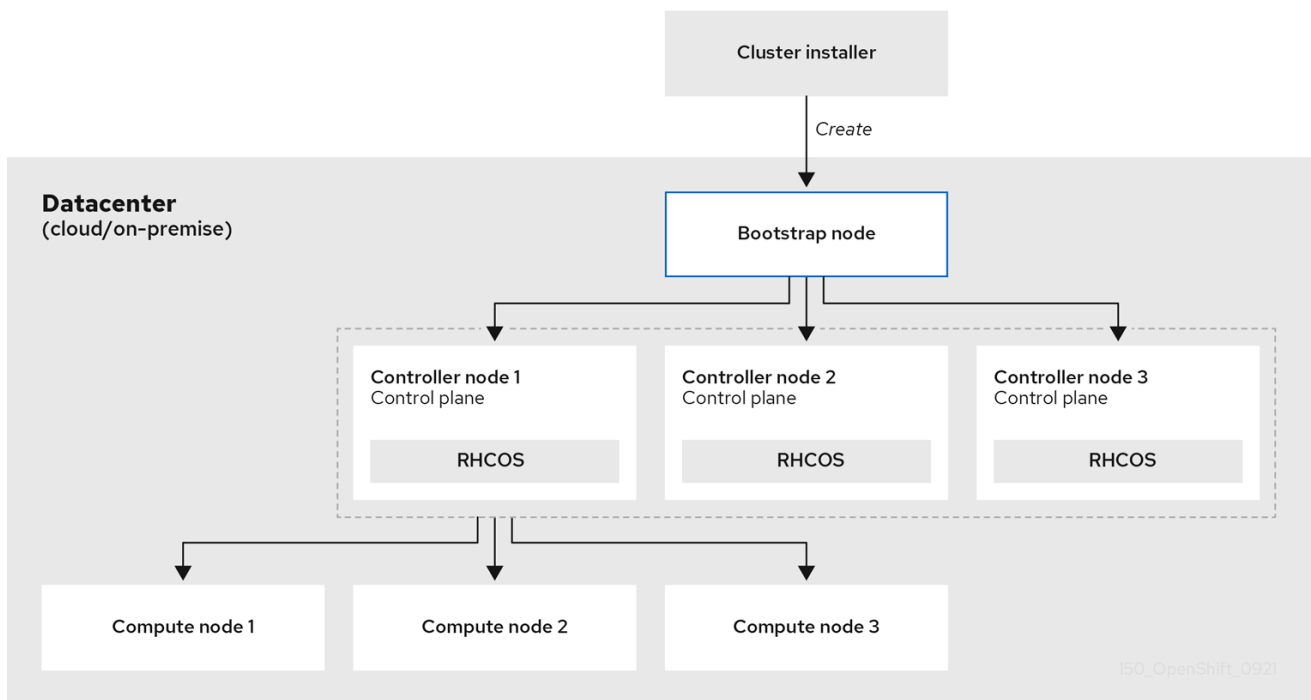 Cluster installer
Create
Datacenter
(cloud/on-premise)
Bootstrap node
Controller node 1
Control plane
RHCOS
Controller node 2
Control plane
RHCOS
Controller node 3
Control plane
RHCOS
Compute node 1
Compute node 2
Compute node 3
150_OpenShift_0921